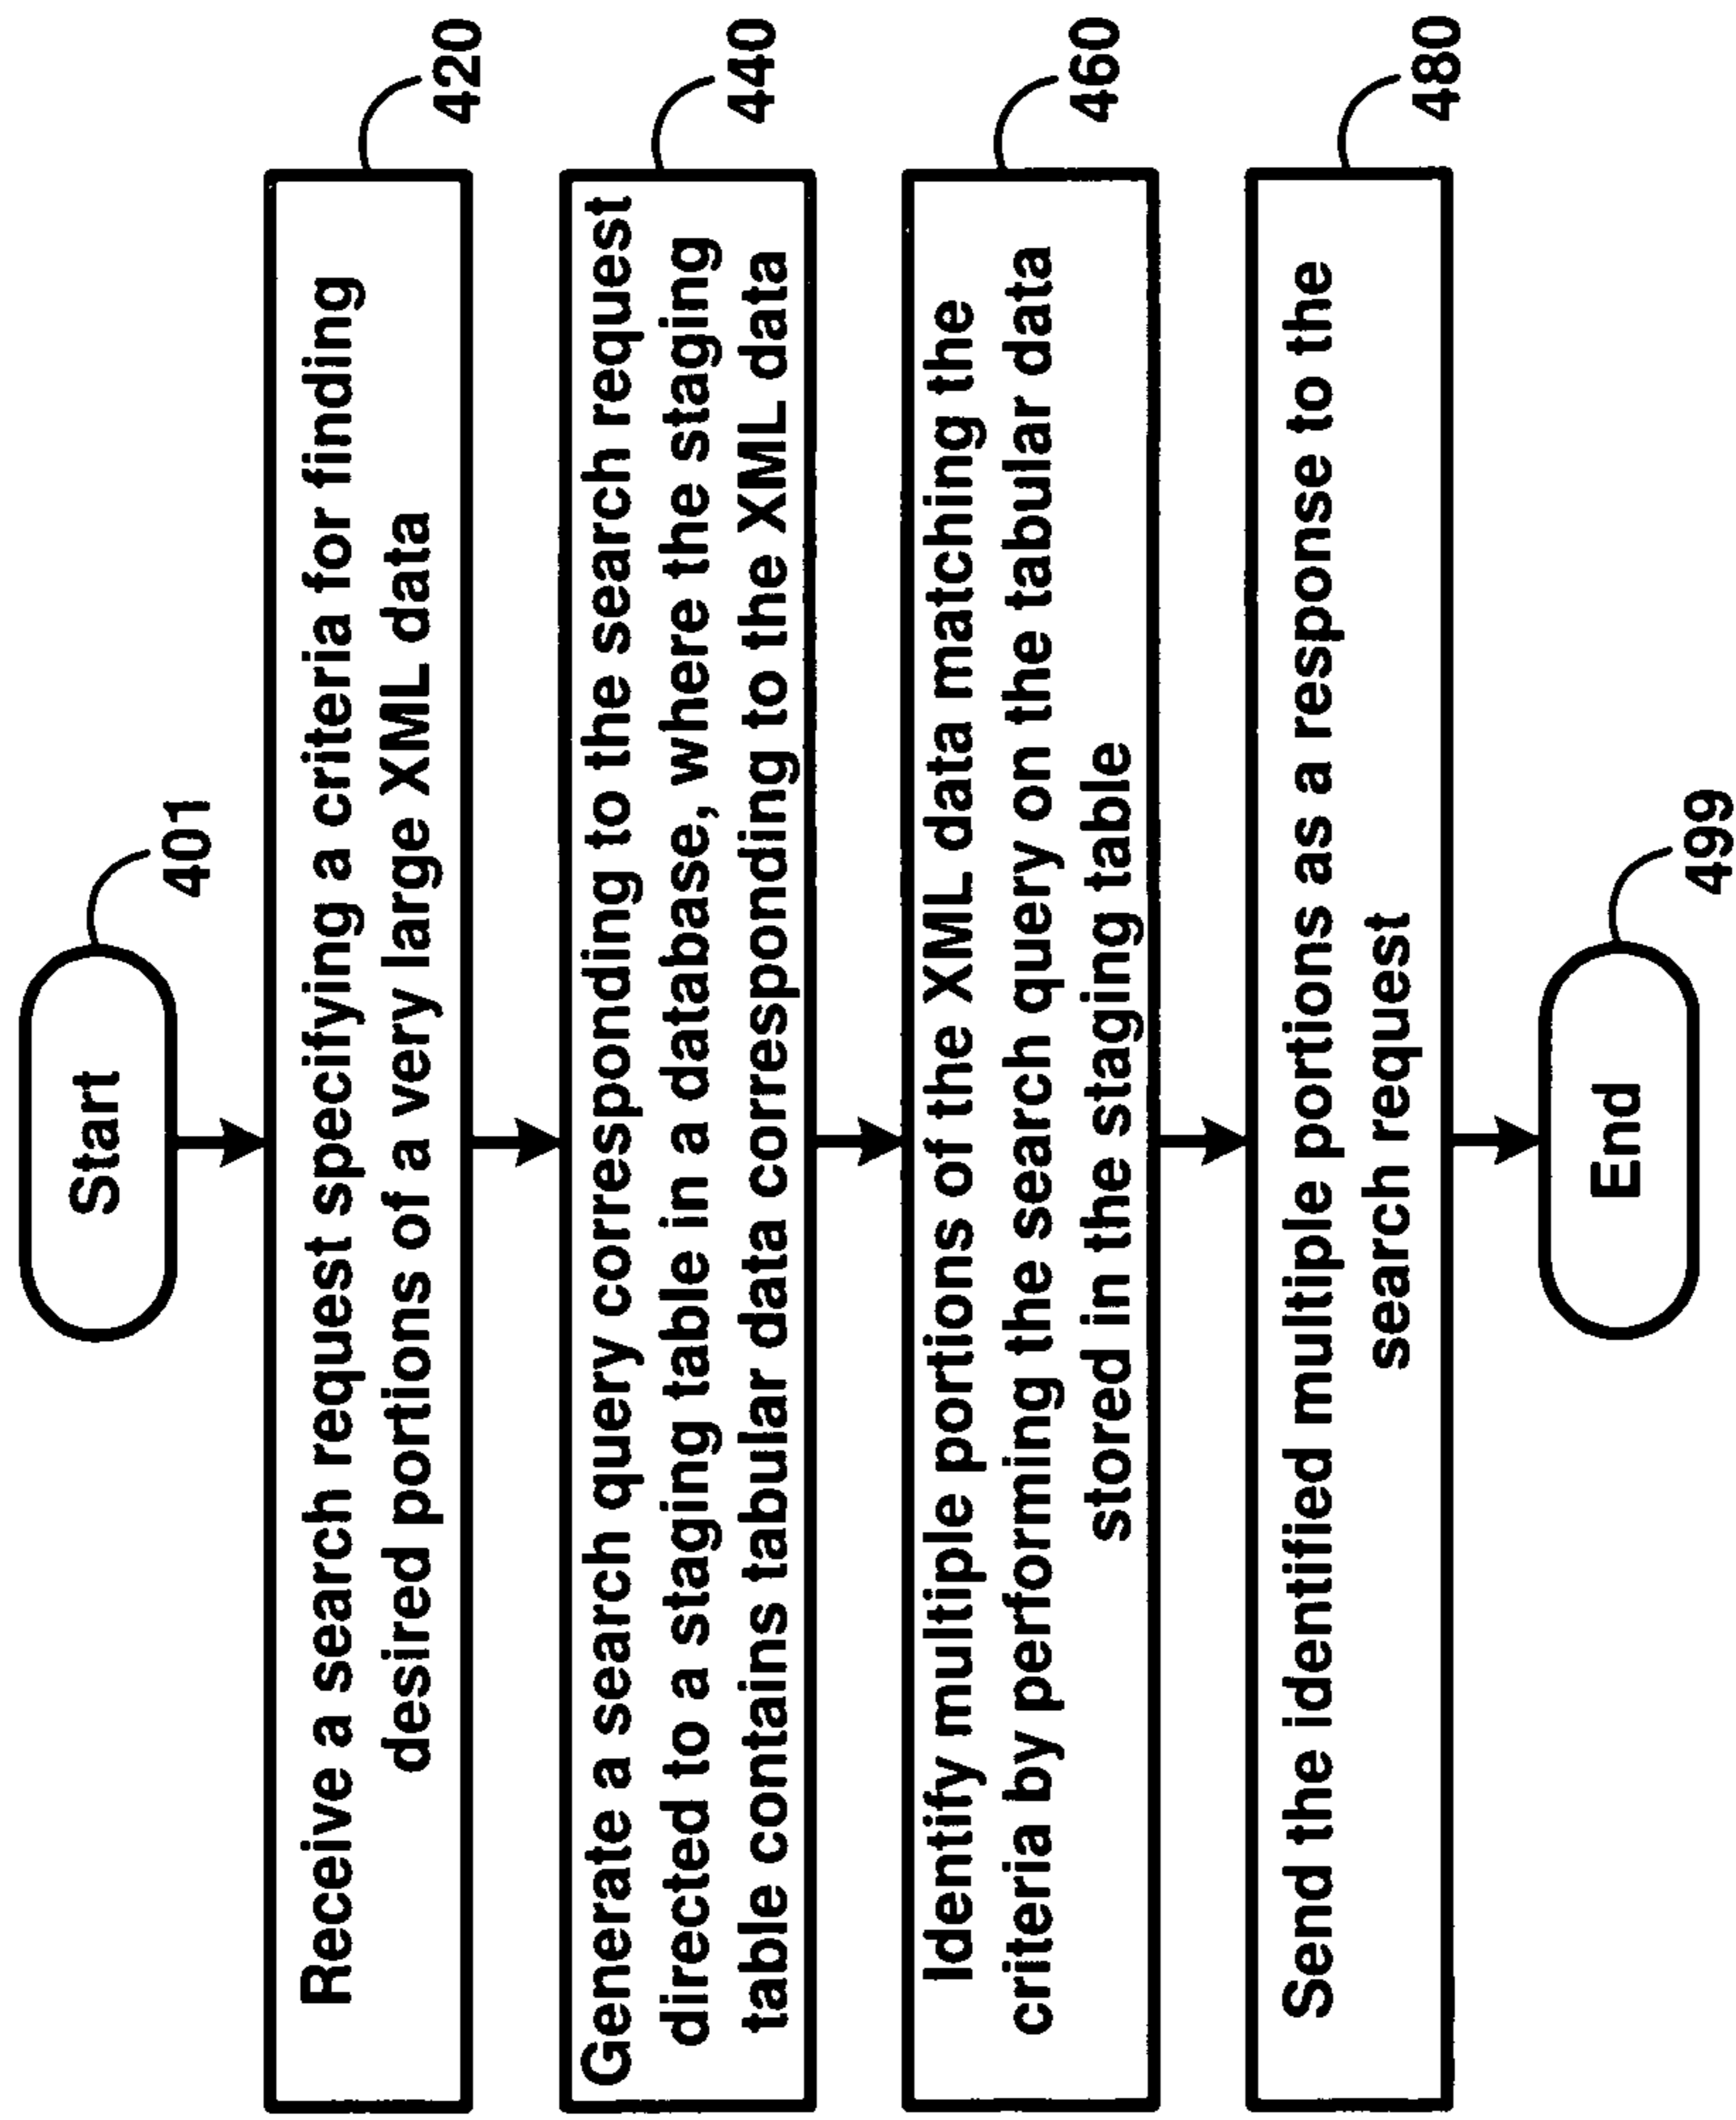 Start
401
Receive a search request specifying a criteria for finding
desired portions of a very large XML data
420
Generate a search query corresponding to the search request
directed to a staging table in a database, where the staging
table contains tabular data corresponding to the XML data
440
Identify multiple portions of the XML data matching the
criteria by performing the search query on the tabular data
stored in the staging table
460
Send the identified multiple portions as a response to the
search request
480
End
499